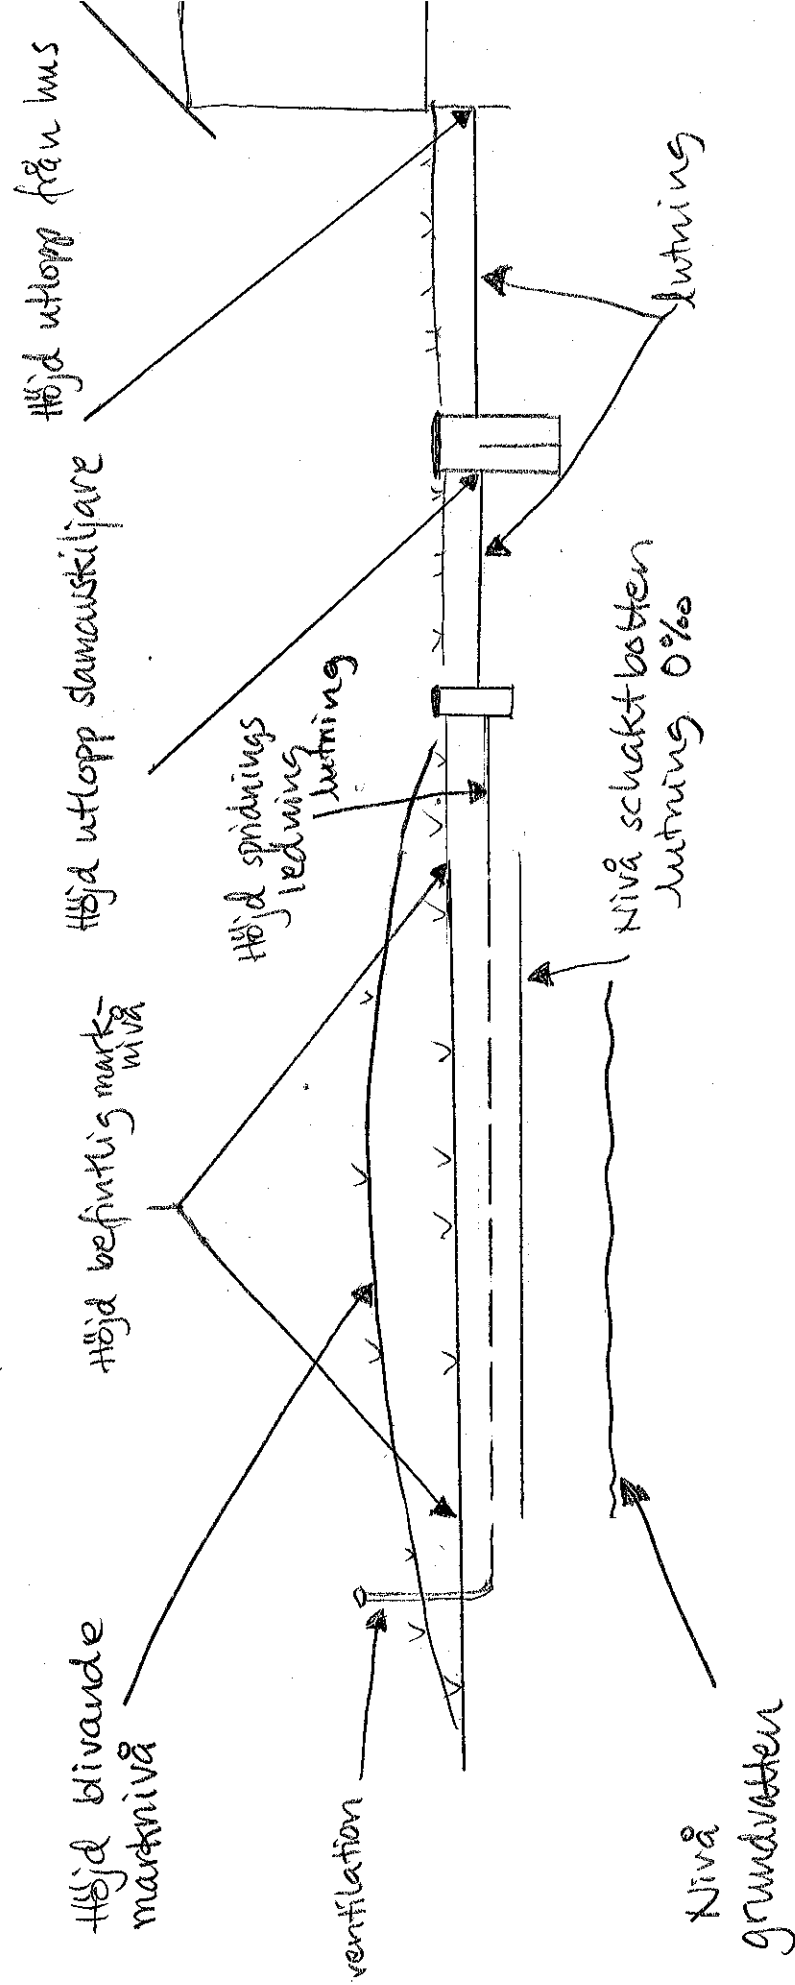 Höjd blivande
marknivå
ventilation
Höjd befintlig mark-
nivå
Höjd utlopp slamavskiljare
Höjd utlopp från hus
Höjd spridnings
ledning
lutning
lutning
Nivå schaktbotten
lutning 0‰
Nivå
grundvatten